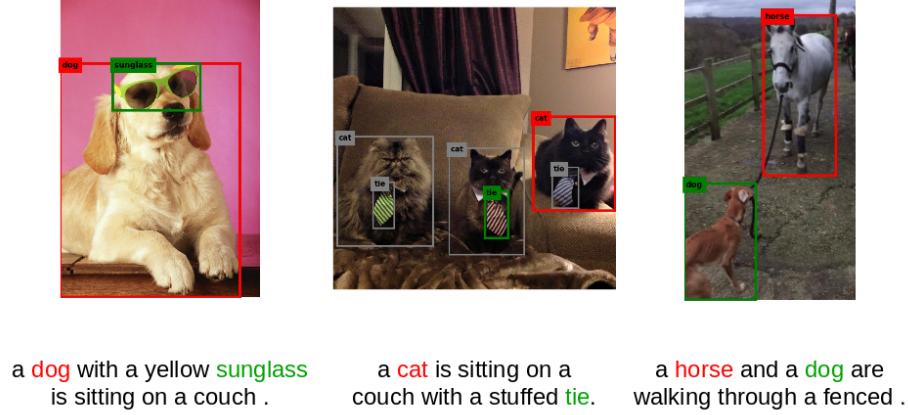 dog
sunglass
cat
cat
tie
tie
cat
tie
horse
dog
a dog with a yellow sunglass
is sitting on a couch .
a cat is sitting on a
couch with a stuffed tie.
a horse and a dog are
walking through a fenced .